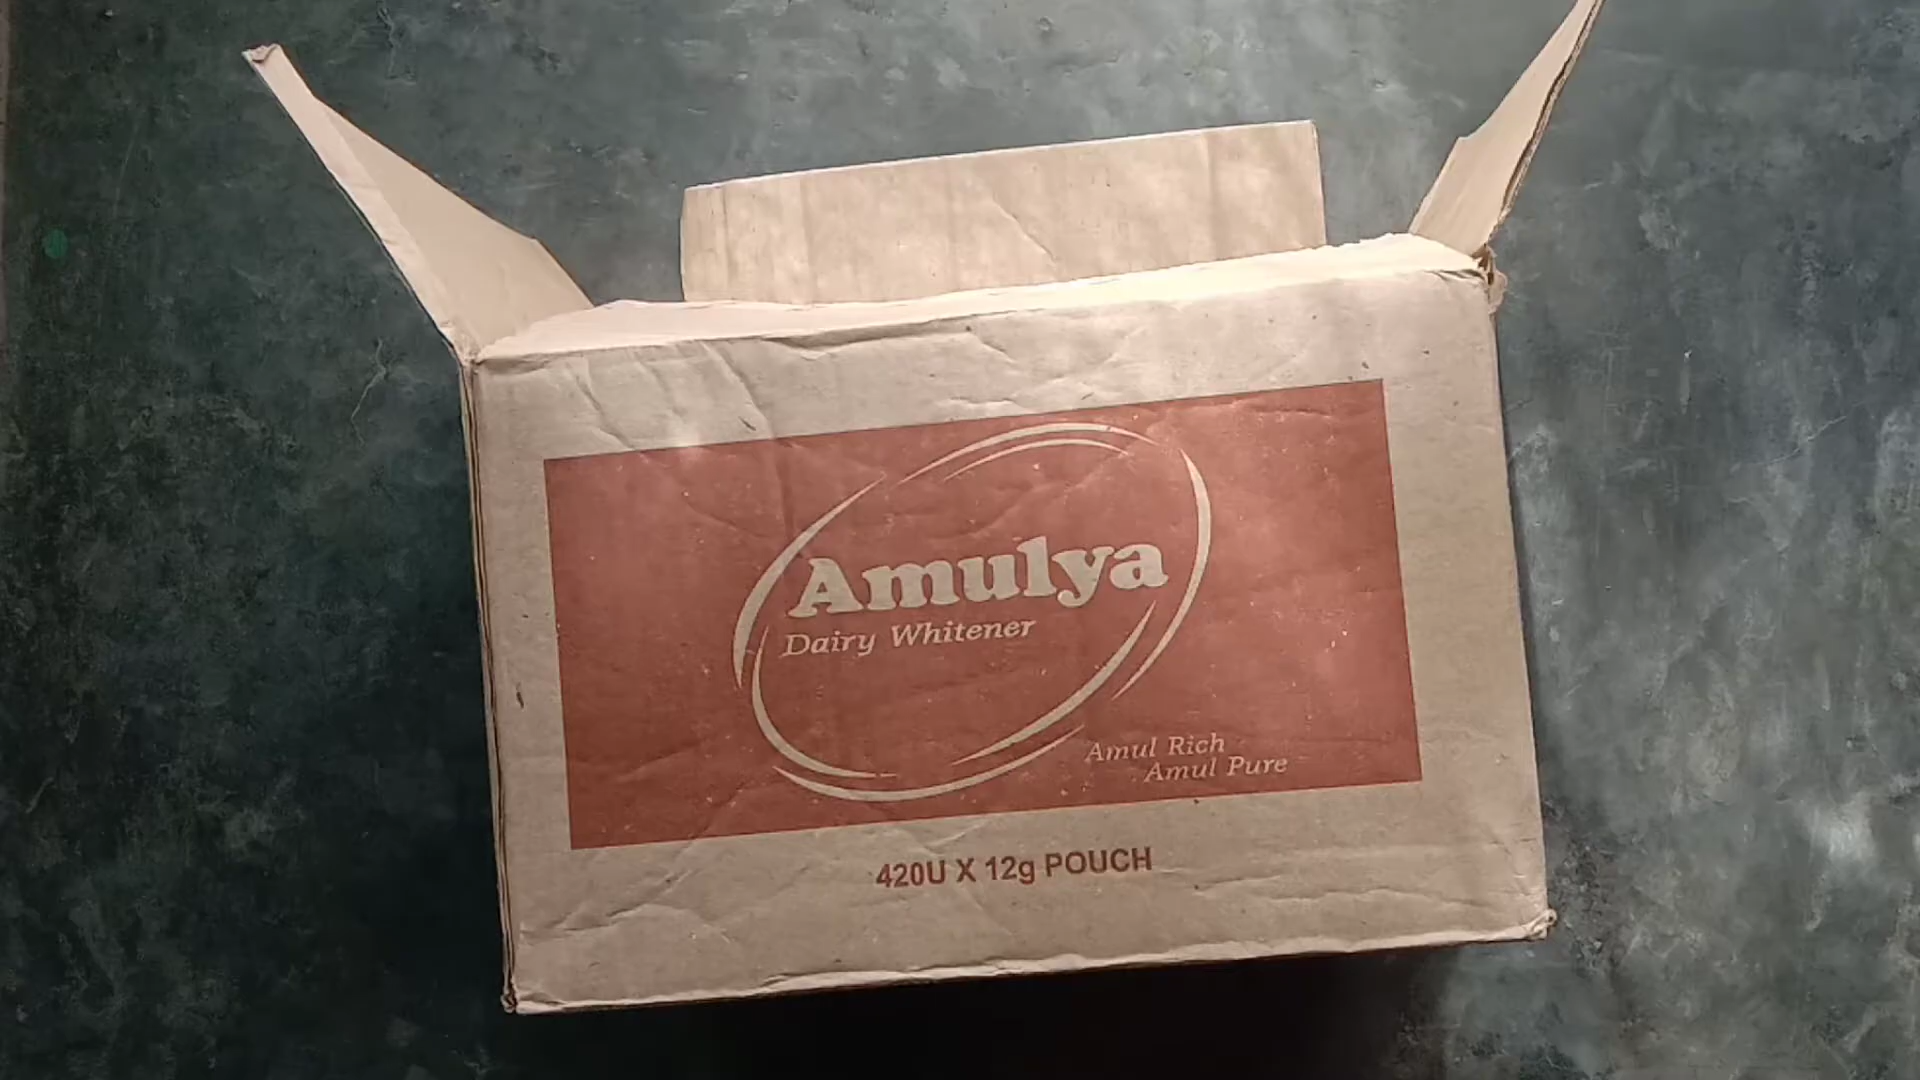 Amulya
Dairy Whitener
Amul Rich
Amul Pure
420U X 12g POUCH